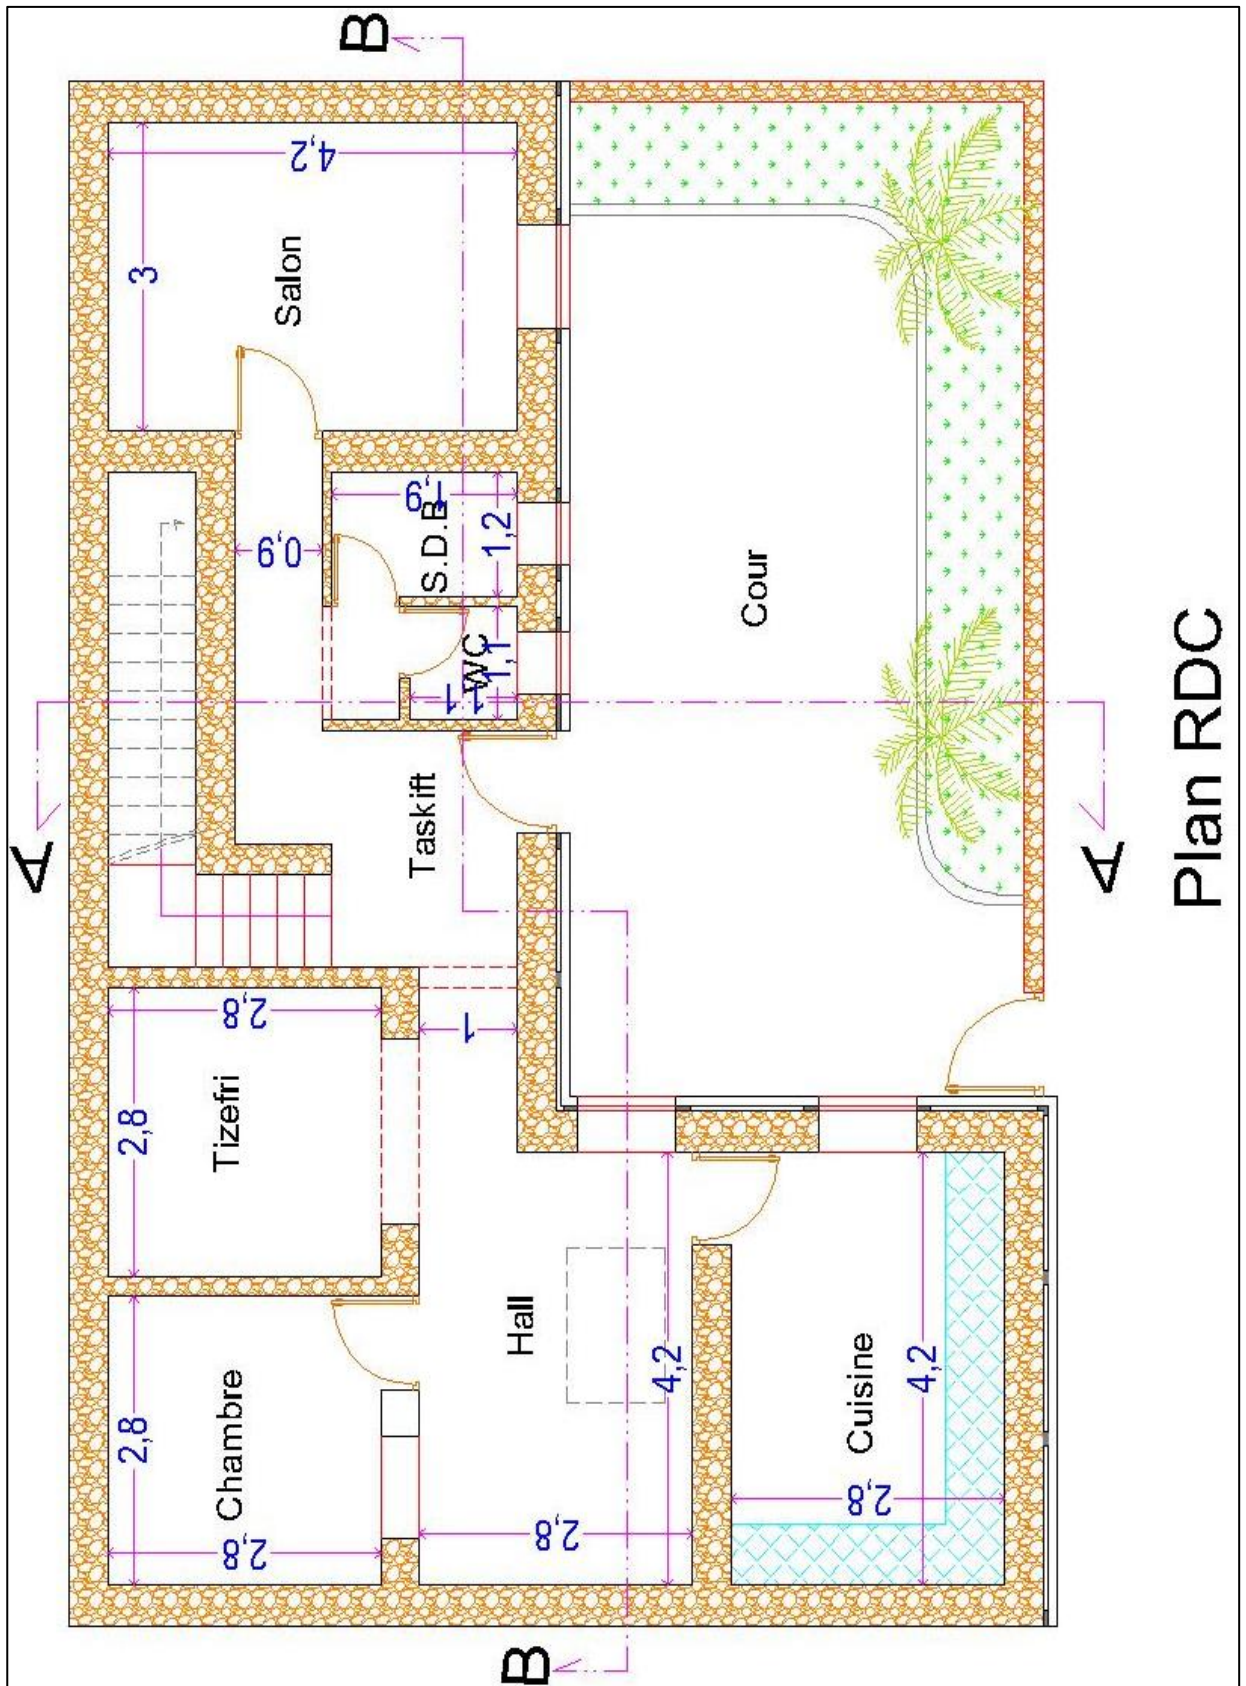 B
4,2
3
Salon
0,9
1,9
S.D.B
1,2
WC
1,1
1,1
Cour
A
Taskift
A
Plan RDC
2,8
2,8
Tizefri
1
Hall
2,8
2,8
Chambre
4,2
2,8
Cuisine
4,2
2,8
B